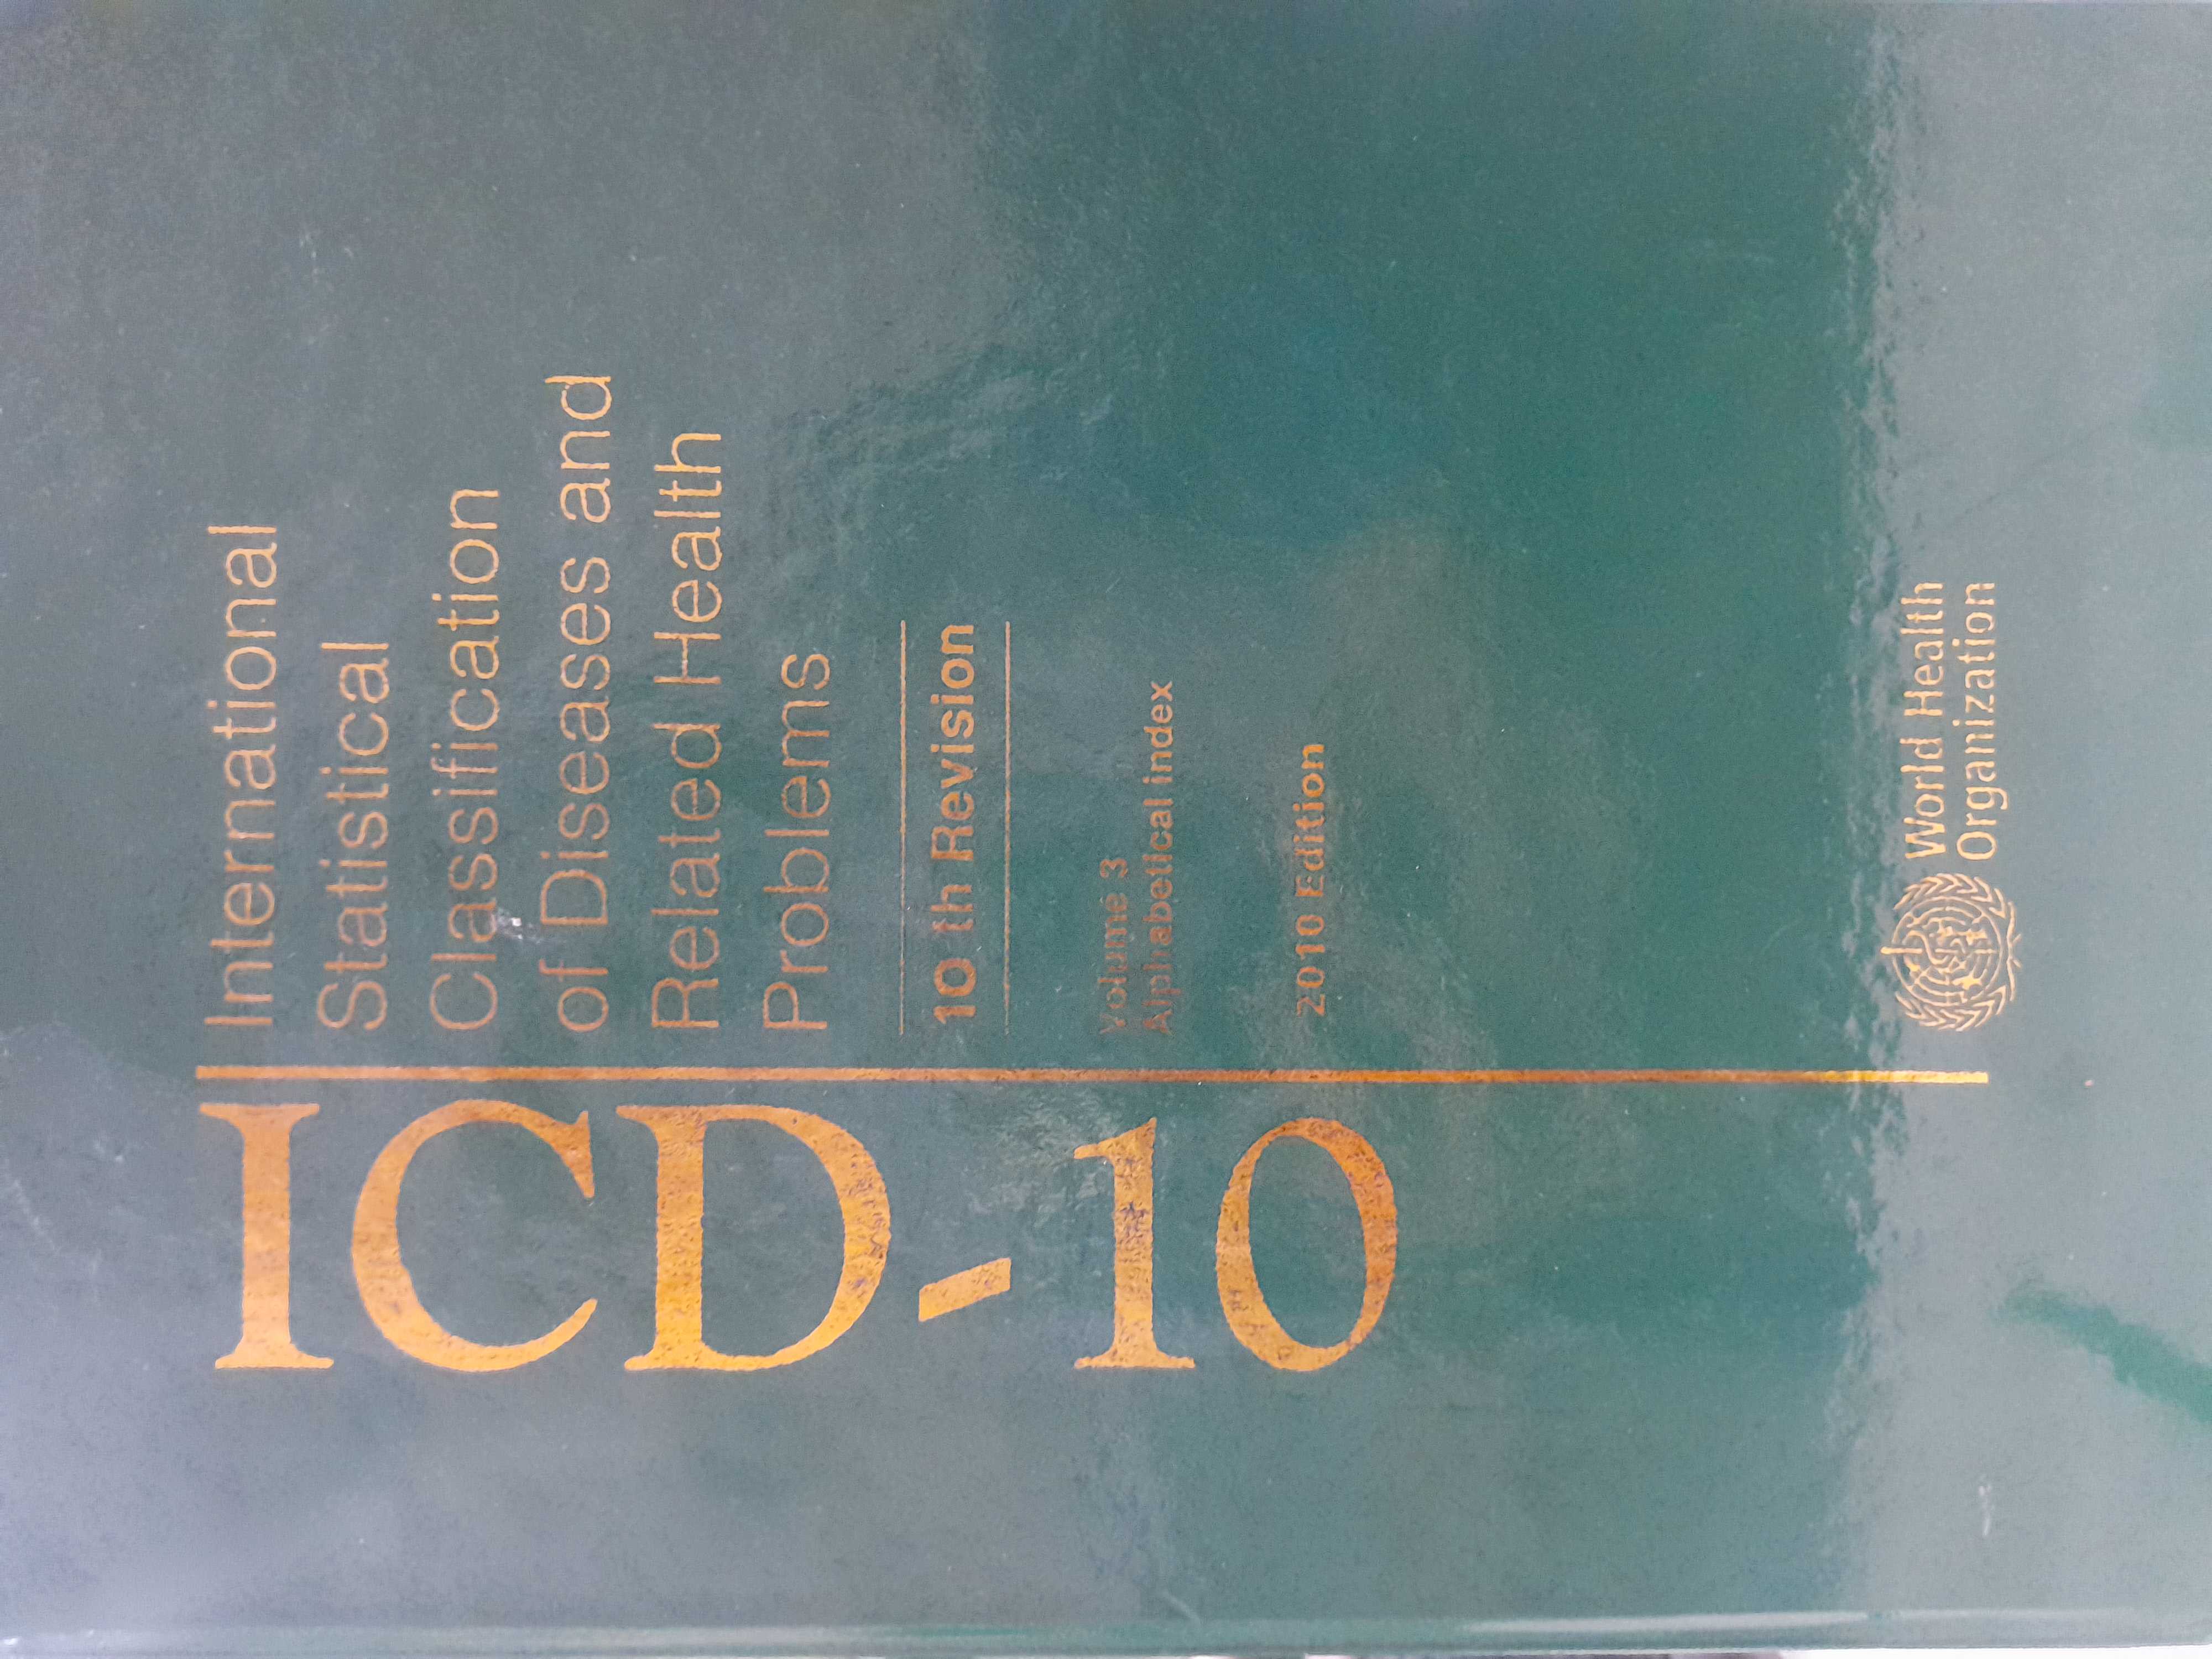 ICD-10
International
Statistical
Classification
of Diseases and
Related Health
Problems
10 th Revision
Volume 3
Alphabetical index
2010 Edition
World Health
Organization